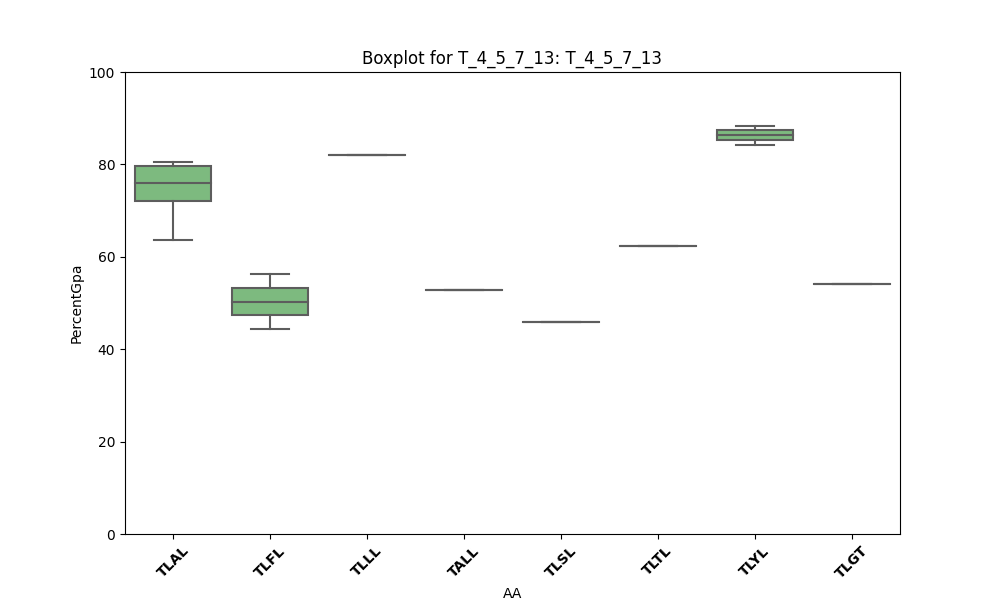 Boxplot for T_4_5_7_13: T_4_5_7_13
100
80
60
40
20
0
PercentGpa
TLAL
TLFL
TLLL
TALL
TLSL
TLTL
TLYL
TLGT
AA